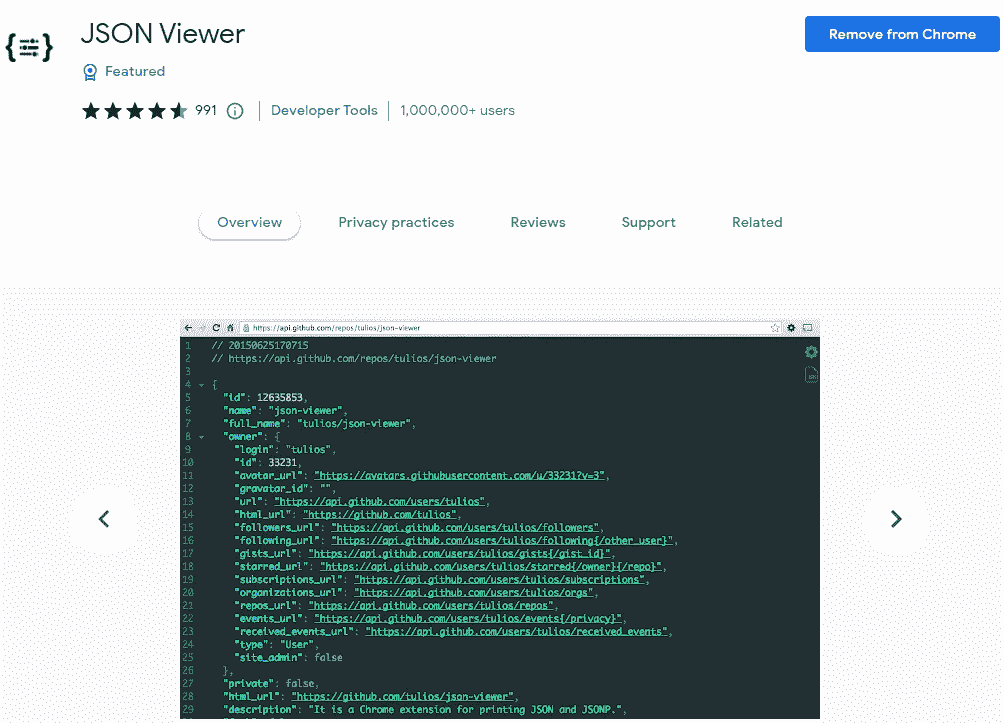 JSON Viewer
Remove from Chrome
Featured
991 Developer Tools 1,000,000+ users
Overview Privacy practices Reviews Support Related
https://api.github.com/repos/tulios/json-viewer
1 // 20150625170715
2 // https://api.github.com/repos/tulios/json-viewer
3
4 {
5 "id": 12635853,
6 "name": "json-viewer",
7 "full_name": "tulios/json-viewer",
8 "owner": {
9 "login": "tulios",
10 "id": 33231,
11 "avatar_url": "https://avatars.githubusercontent.com/u/33231?v=3",
12 "gravatar_id": "",
13 "url": "https://api.github.com/users/tulios",
14 "html_url": "https://github.com/tulios",
15 "followers_url": "https://api.github.com/users/tulios/followers",
16 "following_url": "https://api.github.com/users/tulios/following{/other_user}",
17 "gists_url": "https://api.github.com/users/tulios/gists{/gist_id}",
18 "starred_url": "https://api.github.com/users/tulios/starred{/owner}{/repo}",
19 "subscriptions_url": "https://api.github.com/users/tulios/subscriptions",
20 "organizations_url": "https://api.github.com/users/tulios/orgs",
21 "repos_url": "https://api.github.com/users/tulios/repos",
22 "events_url": "https://api.github.com/users/tulios/events{/privacy}",
23 "received_events_url": "https://api.github.com/users/tulios/received_events",
24 "type": "User",
25 "site_admin": false
26 },
27 "private": false,
28 "html_url": "https://github.com/tulios/json-viewer",
29 "description": "It is a Chrome extension for printing JSON and JSONP.",